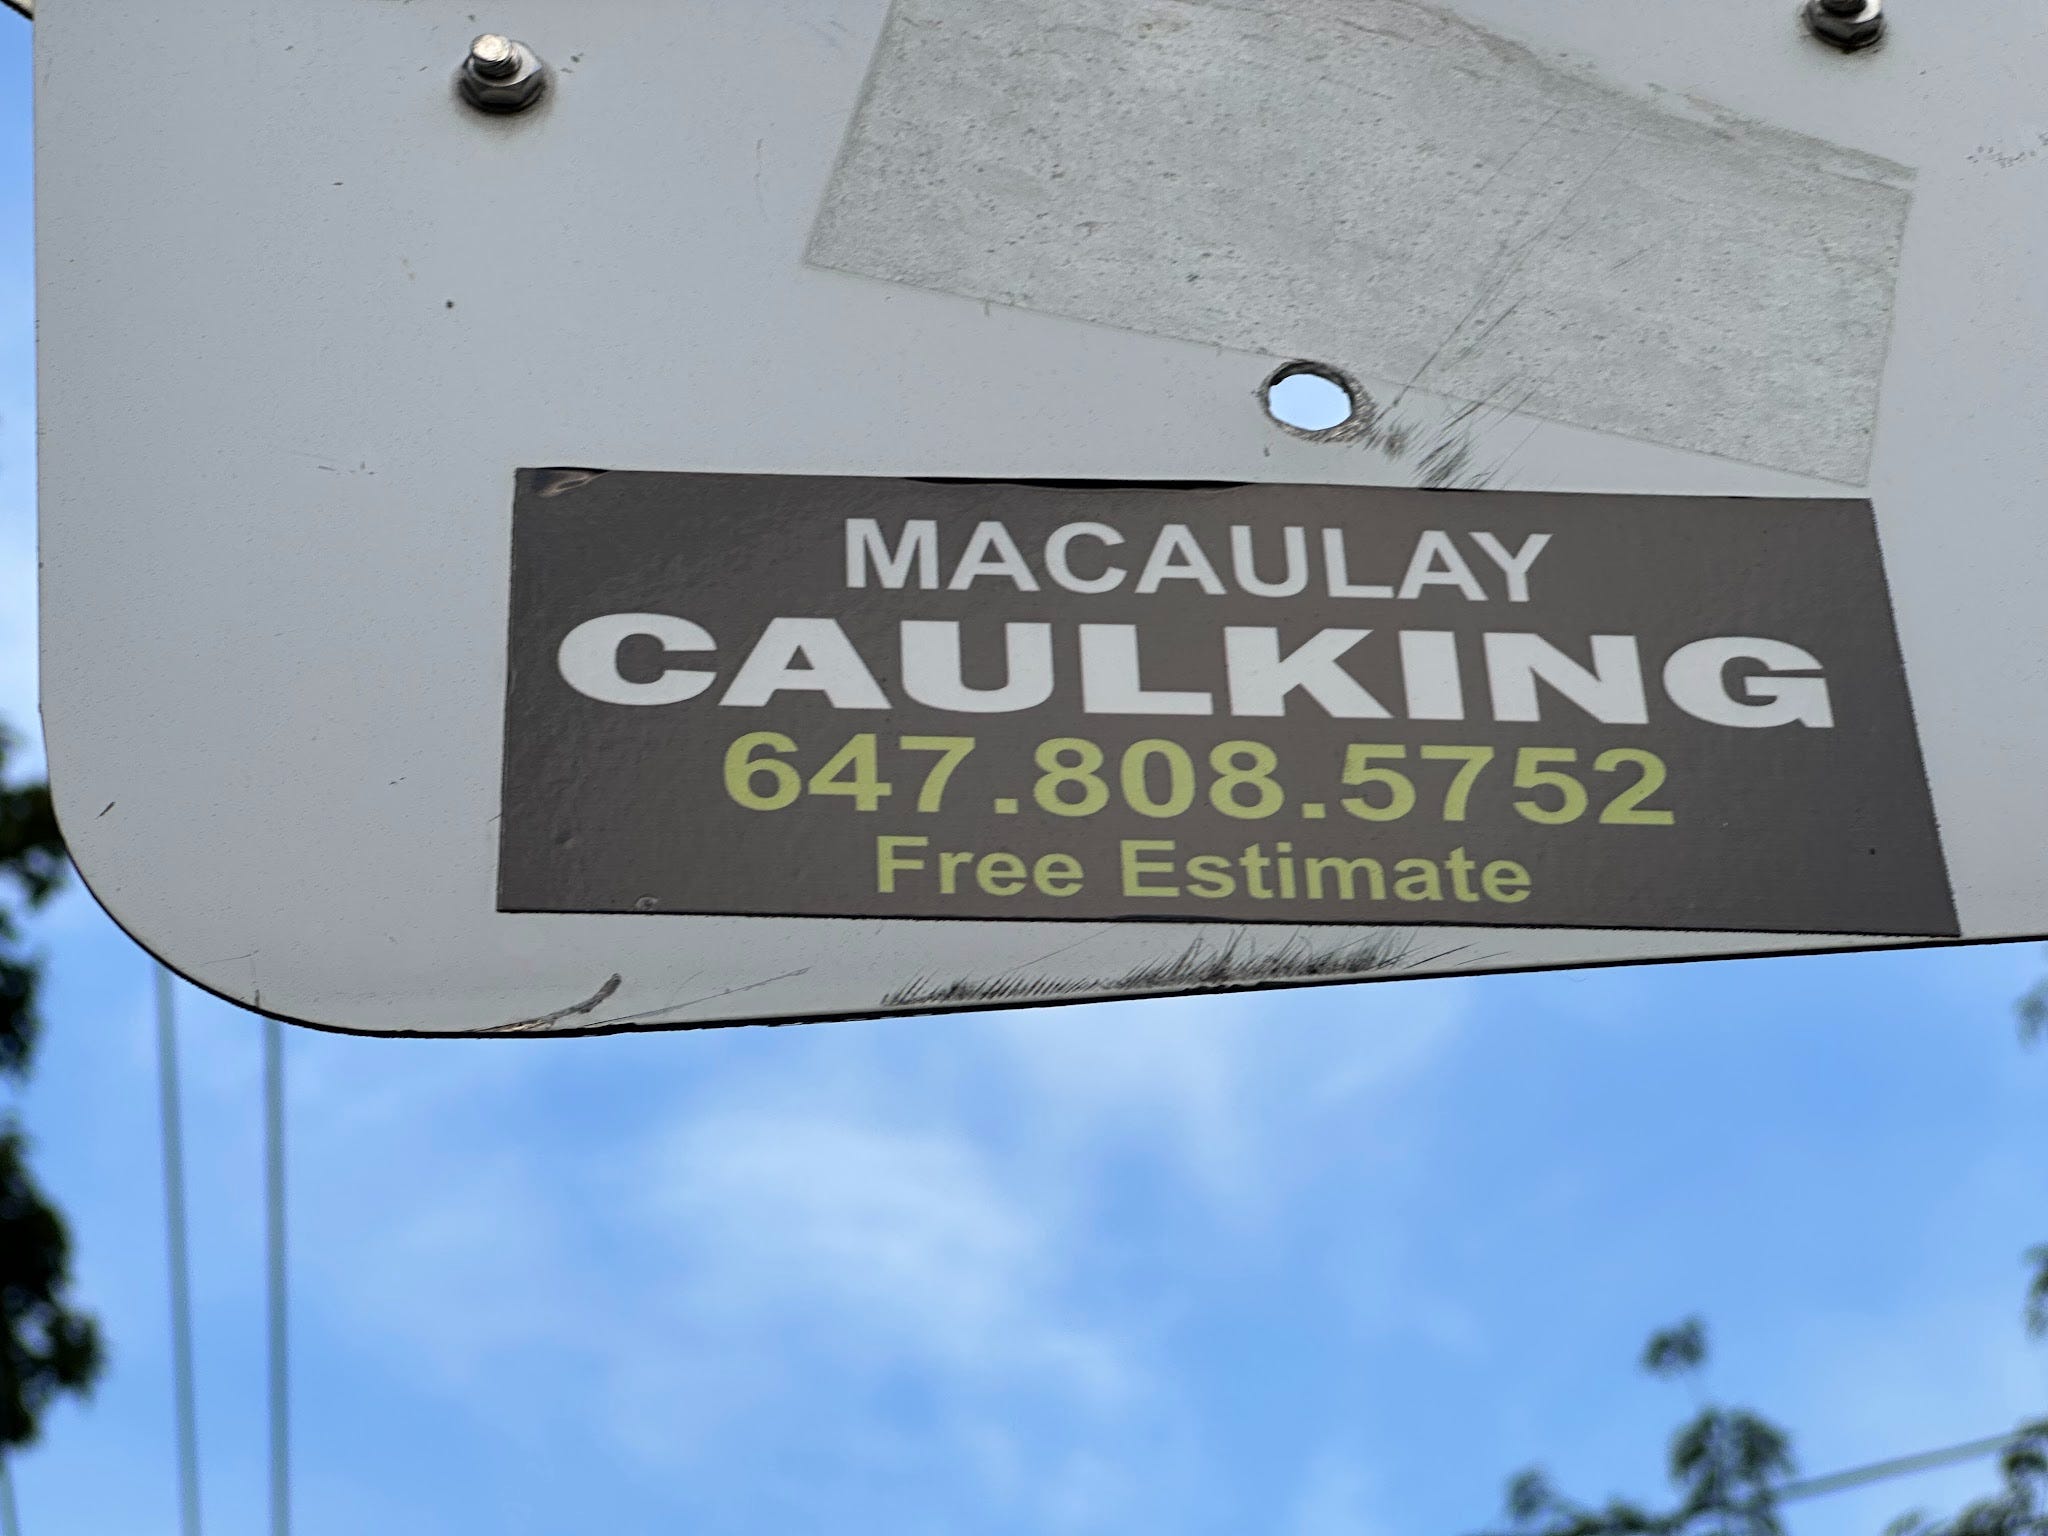 MACAULAY
CAULKING
647.808.5752
Free Estimate